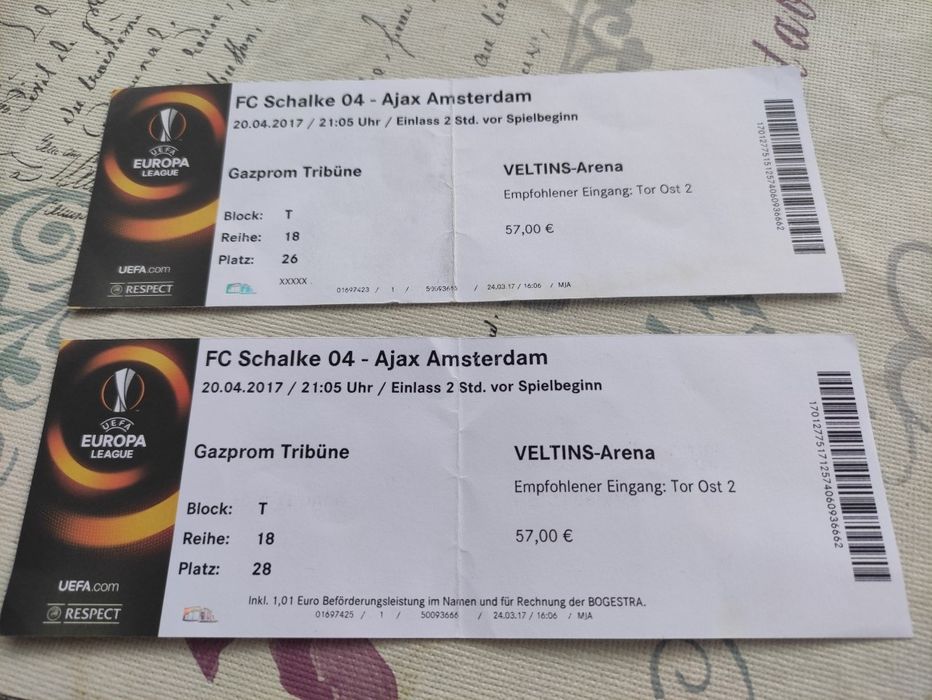 FC Schalke 04 - Ajax Amsterdam
20.04.2017 / 21:05 Uhr / Einlass 2 Std. vor Spielbeginn
UEFA
EUROPA
LEAGUE
Gazprom Tribüne
VELTINS-Arena
Empfohlener Eingang: Tor Ost 2
Block: T
Reihe: 18
57,00 €
Platz: 26
UEFA.com
RESPECT
XXXXX
01697423 / 1 / / 24.03.17 / 16:06 / MJA
FC Schalke 04 - Ajax Amsterdam
20.04.2017 / 21:05 Uhr / Einlass 2 Std. vor Spielbeginn
UEFA
EUROPA
LEAGUE
Gazprom Tribüne
VELTINS-Arena
Empfohlener Eingang: Tor Ost 2
Block: T
Reihe: 18
57,00 €
Platz: 28
UEFA.com
RESPECT
Inkl. 1,01 Euro Beförderungsleistung im Namen und für Rechnung der BOGESTRA.
01697425 / 1 / 50093666 / 24.03.17 / 16:06 / MJA